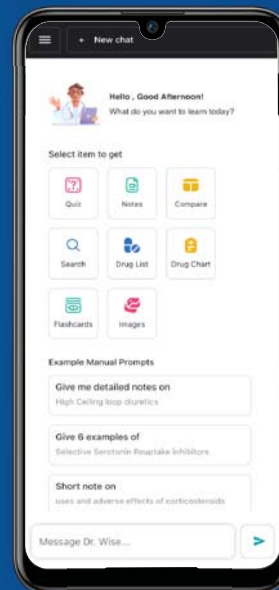 ← New chat
Hello , Good Afternoon!
What do you want to learn today?
Select item to get
Quiz
Notes
Compare
Search
Drug List
Drug Chart
Flashcards
Images
Example Manual Prompts
Give me detailed notes on
High Ceiling loop diuretics
Give 6 examples of
Selective Serotonin Reuptake inhibitors
Short note on
uses and adverse effects of corticosteroids
Message Dr. Wise...